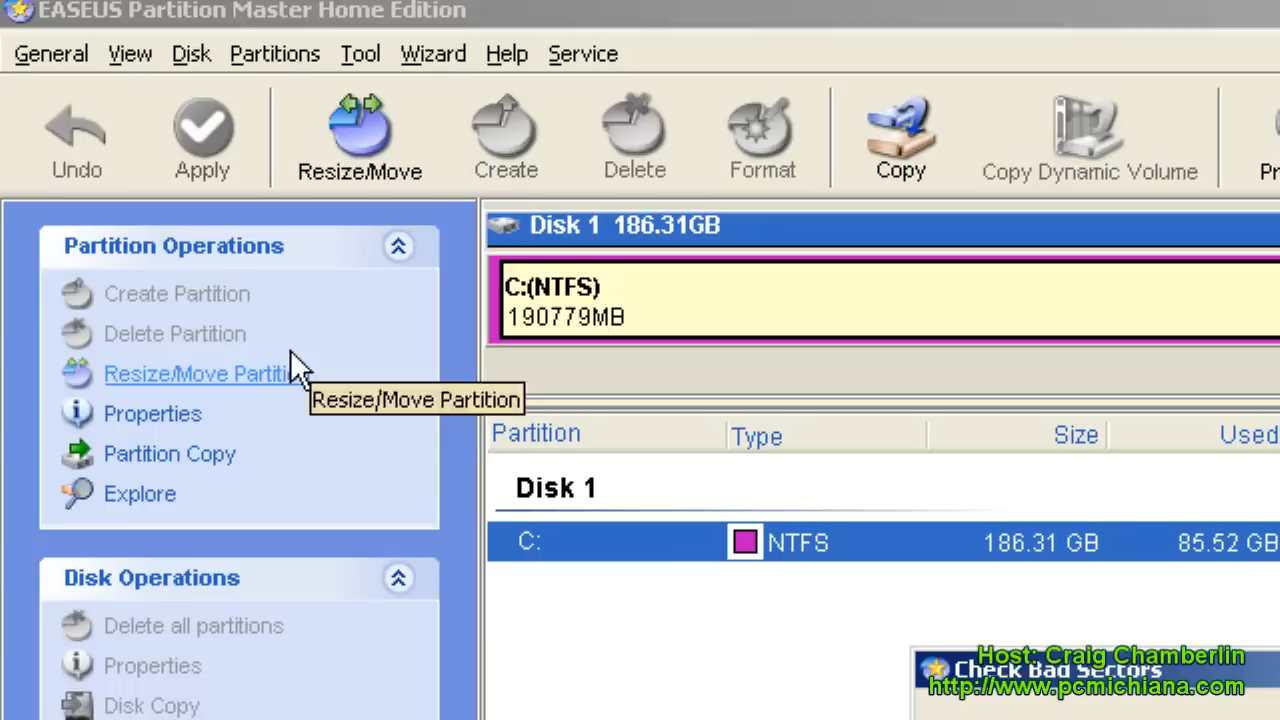 EASEUS Partition Master Home Edition
General View Disk Partitions Tool Wizard Help Service
Undo Apply Resize/Move Create Delete Format Copy Copy Dynamic Volume
Partition Operations
Create Partition
Delete Partition
Resize/Move
Resize/Move Partition
Properties
Partition Copy
Explore
Disk Operations
Delete all partitions
Properties
Disk Copy
Disk 1 186.31GB
C:(NTFS)
190779MB
Partition Type Size Used
Disk 1
C: NTFS 186.31 GB 85.52 GB
Check Bad Sectors
Host: Craig Chamberlin
http://www.pcmichiana.com